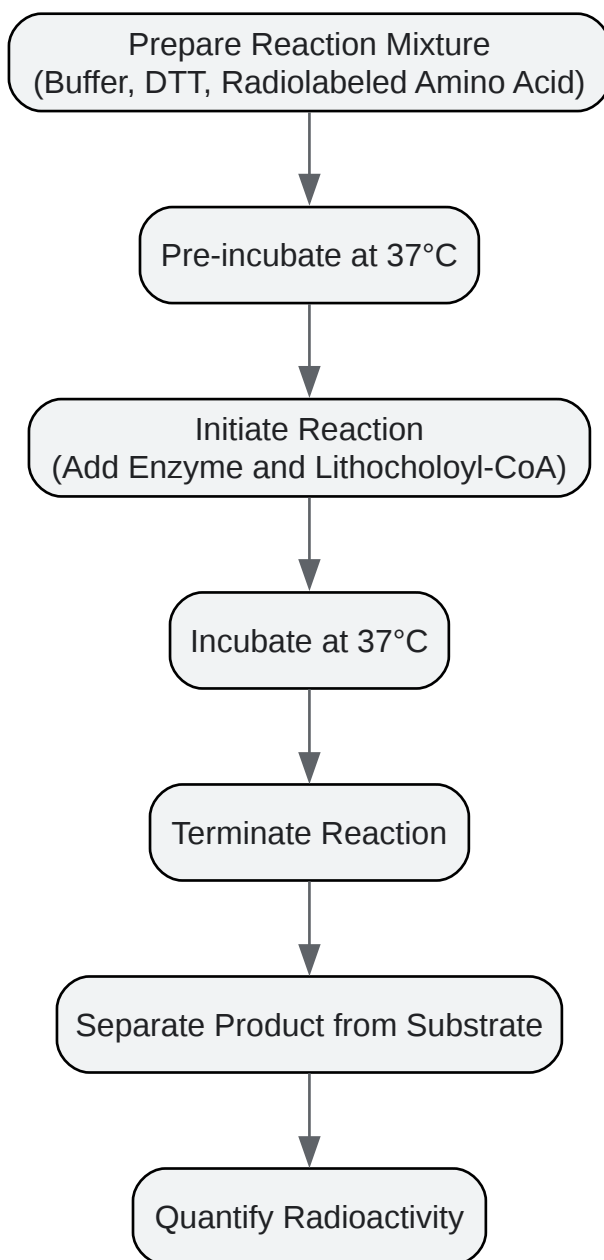 Prepare Reaction Mixture
(Buffer, DTT, Radiolabeled Amino Acid)
Pre-incubate at 37°C
Initiate Reaction
(Add Enzyme and Lithocholoyl-CoA)
Incubate at 37°C
Terminate Reaction
Separate Product from Substrate
Quantify Radioactivity